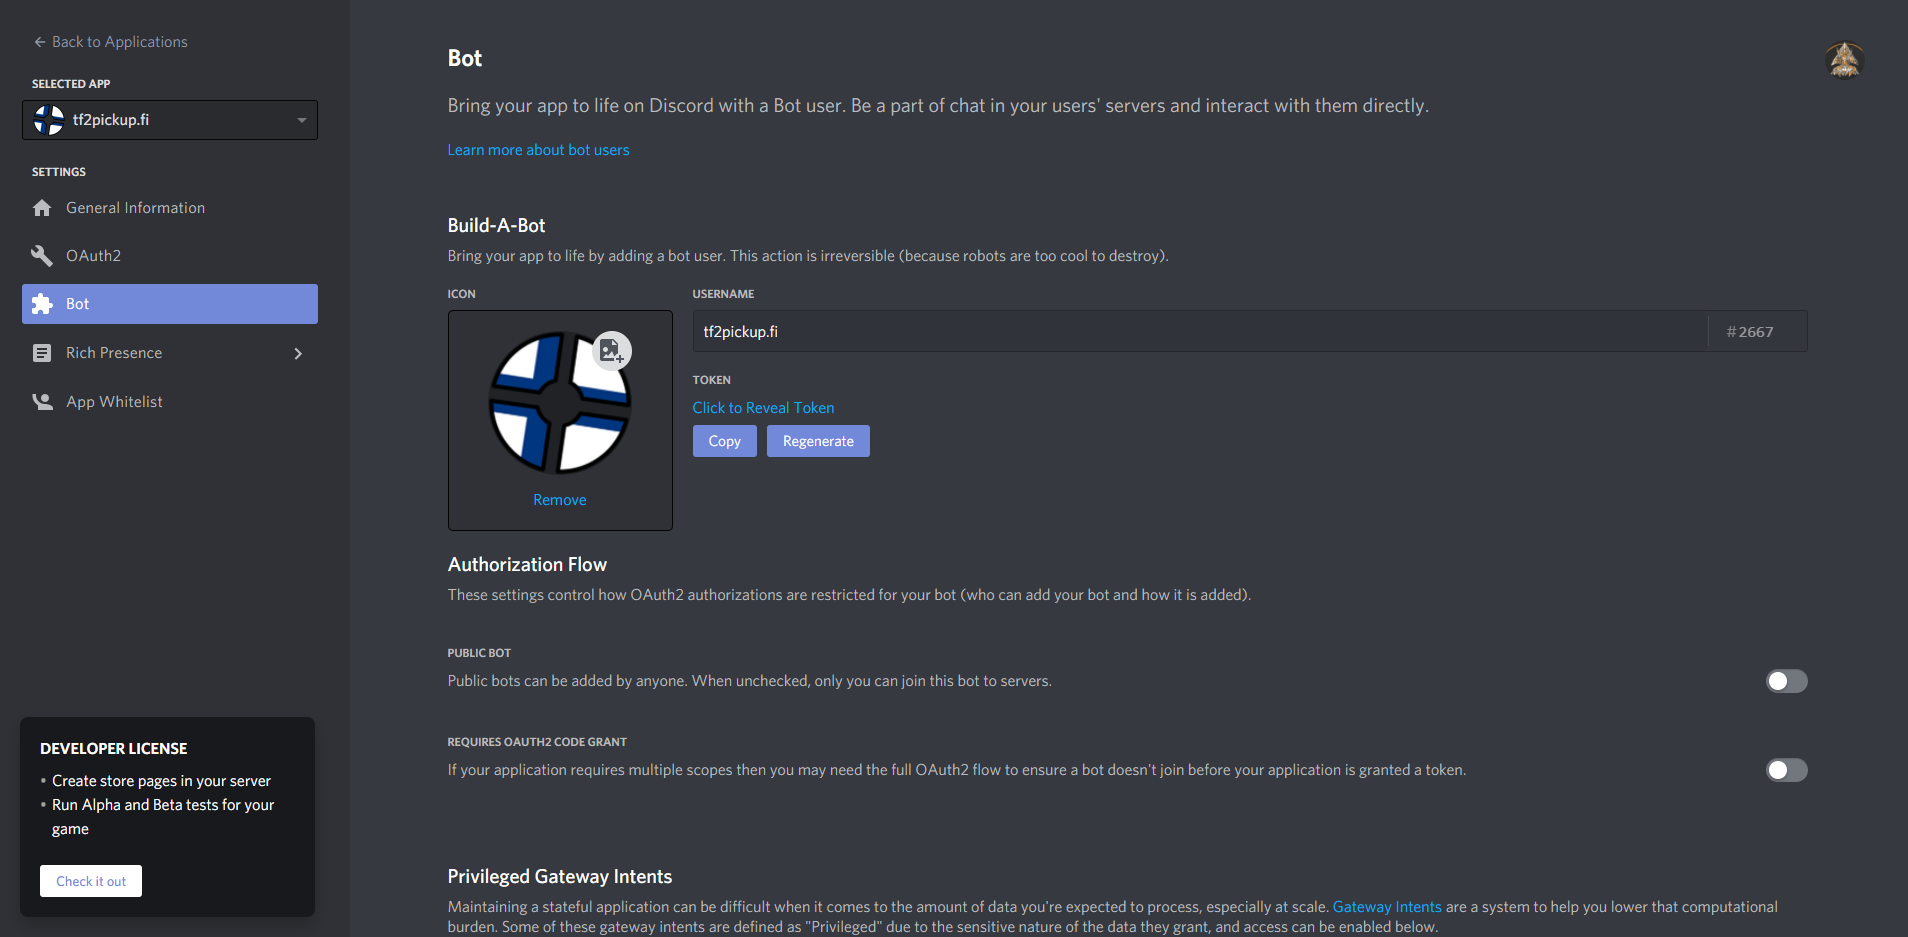 Back to Applications
SELECTED APP
tf2pickup.fi
SETTINGS
General Information
OAuth2
Bot
Rich Presence
App Whitelist
DEVELOPER LICENSE
• Create store pages in your server
• Run Alpha and Beta tests for your
game
Check it out
Bot
Bring your app to life on Discord with a Bot user. Be a part of chat in your users' servers and interact with them directly.
Learn more about bot users
Build-A-Bot
Bring your app to life by adding a bot user. This action is irreversible (because robots are too cool to destroy).
ICON
Remove
USERNAME
tf2pickup.fi #2667
TOKEN
Click to Reveal Token
Copy Regenerate
Authorization Flow
These settings control how OAuth2 authorizations are restricted for your bot (who can add your bot and how it is added).
PUBLIC BOT
Public bots can be added by anyone. When unchecked, only you can join this bot to servers.
REQUIRES OAUTH2 CODE GRANT
If your application requires multiple scopes then you may need the full OAuth2 flow to ensure a bot doesn't join before your application is granted a token.
Privileged Gateway Intents
Maintaining a stateful application can be difficult when it comes to the amount of data you're expected to process, especially at scale. Gateway Intents are a system to help you lower that computational
burden. Some of these gateway intents are defined as "Privileged" due to the sensitive nature of the data they grant, and access can be enabled below.